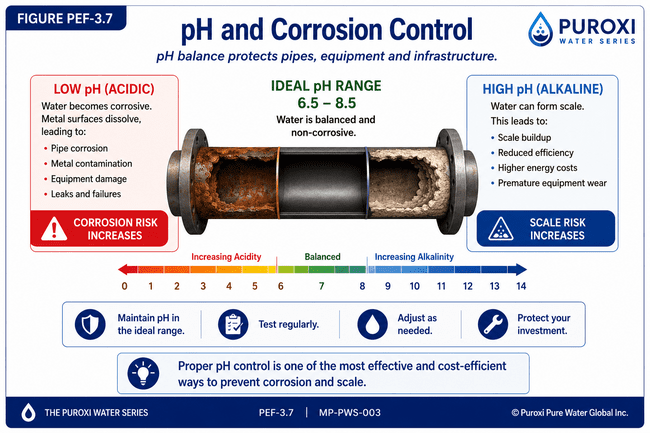 FIGURE PEF-3.7
pH and Corrosion Control
pH balance protects pipes, equipment and infrastructure.
PUROXI
WATER SERIES
LOW pH (ACIDIC)
Water becomes corrosive.
Metal surfaces dissolve,
leading to:
• Pipe corrosion
• Metal contamination
• Equipment damage
• Leaks and failures
CORROSION RISK
INCREASES
IDEAL pH RANGE
6.5 – 8.5
Water is balanced and
non-corrosive.
HIGH pH (ALKALINE)
Water can form scale.
This leads to:
• Scale buildup
• Reduced efficiency
• Higher energy costs
• Premature equipment wear
SCALE RISK
INCREASES
Increasing Acidity Balanced Increasing Alkalinity
0 1 2 3 4 5 6 7 8 9 10 11 12 13 14
Maintain pH in
the ideal range.
Test regularly.
Adjust as
needed.
Protect your
investment.
Proper pH control is one of the most effective and cost-efficient
ways to prevent corrosion and scale.
THE PUROXI WATER SERIES PEF-3.7 | MP-PWS-003 © Puroxi Pure Water Global Inc.